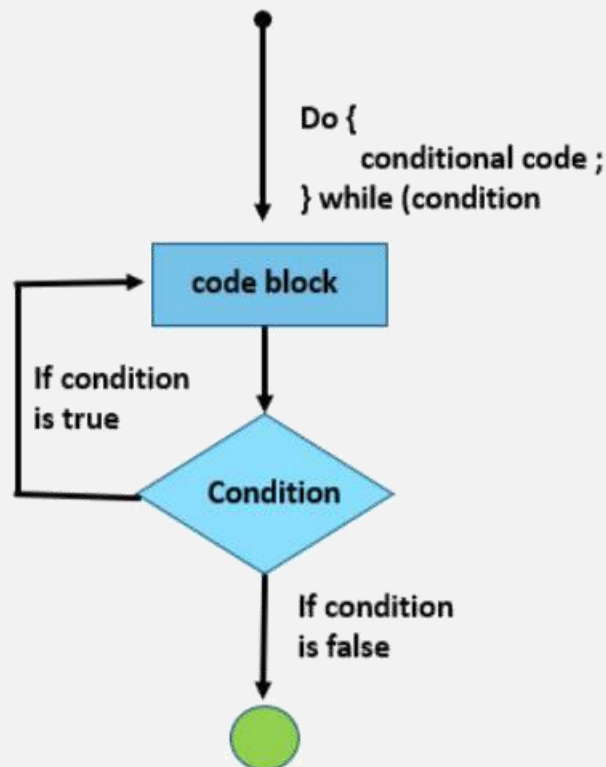 Do {
conditional code ;
} while (condition
code block
If condition
is true
Condition
If condition
is false